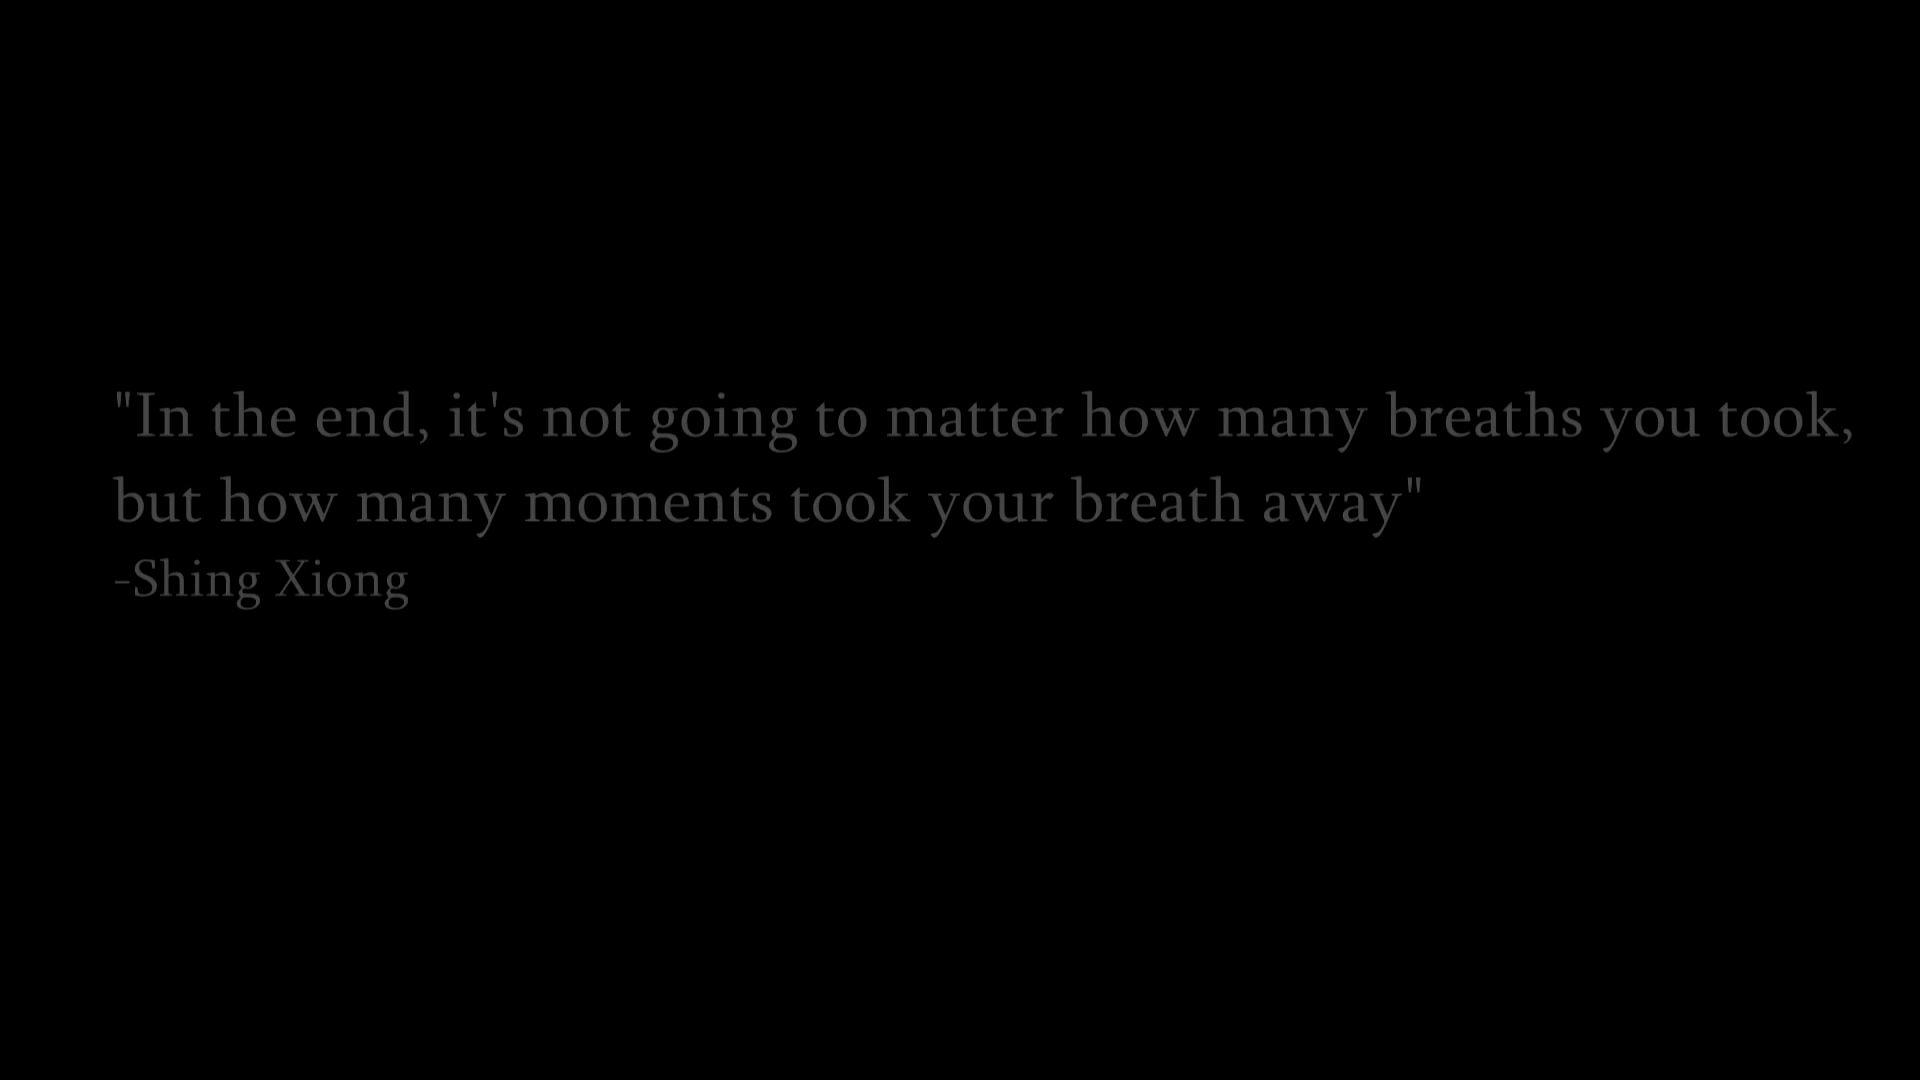 "In the end, it's not going to matter how many breaths you took,
but how many moments took your breath away"
-Shing Xiong